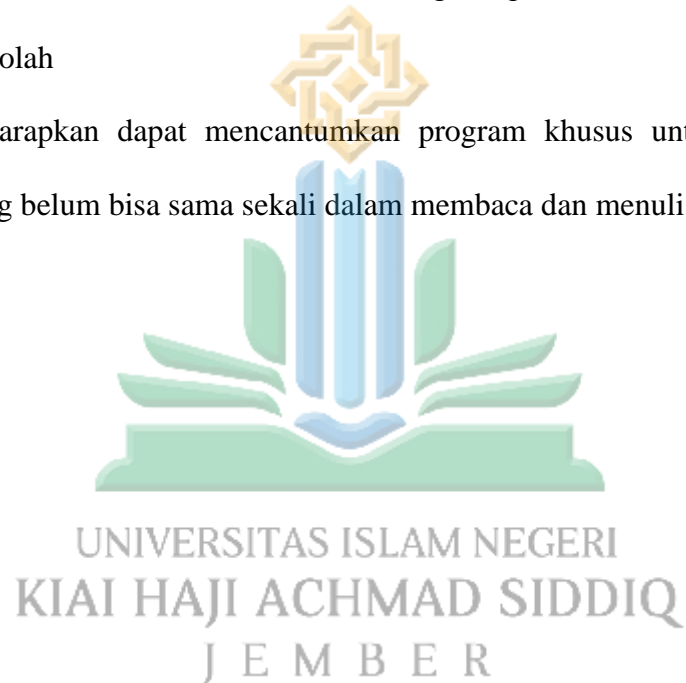 olah
arapkan dapat mencantumkan program khusus unt
g belum bisa sama sekali dalam membaca dan menuli
UNIVERSITAS ISLAM NEGERI
KIAI HAJI ACHMAD SIDDIQ
JEMBER